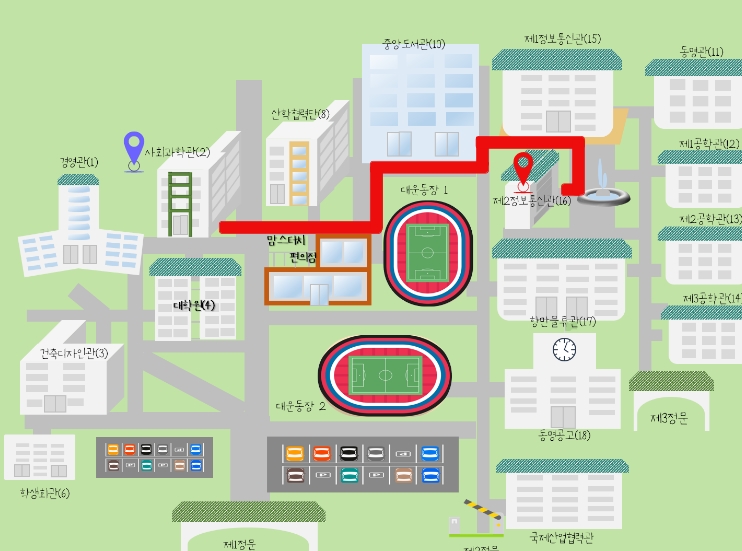 중앙도서관(10)
제1정보통신관(15)
동명관(11)
산학협력단(8)
사회과학관(2)
경영관(1)
제1공학관(12)
대운동장 1
제2정보통신관(16)
제2공학관(13)
맘스터치
편의점
대학원(4)
제3공학관(14)
항만물류관(17)
건축디자인관(3)
대운동장 2
제3정문
동명공고(18)
학생회관(6)
국제산업협력관
제1정문
제2정문